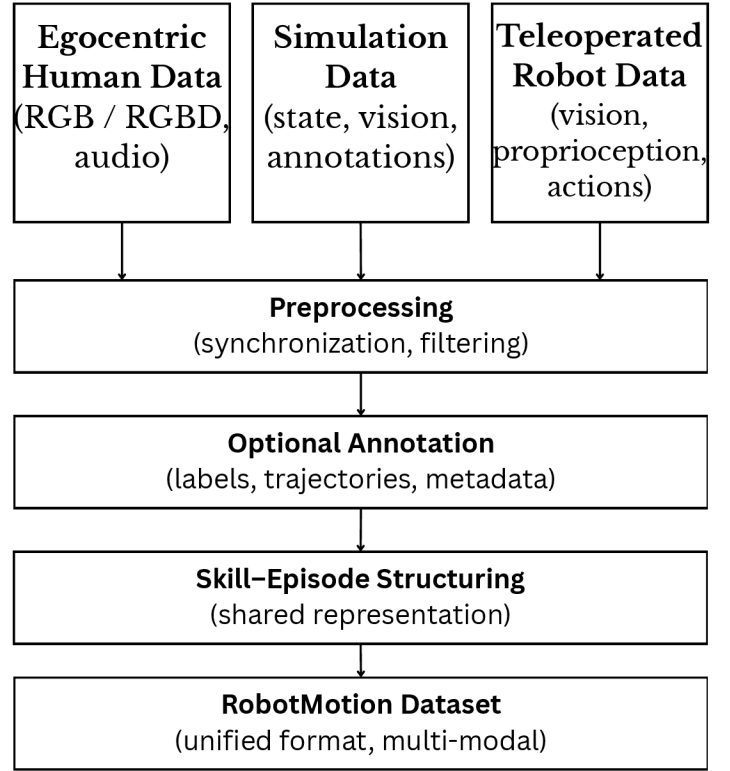 Egocentric
Human Data
(RGB / RGBD,
audio)
Simulation
Data
(state, vision,
annotations)
Teleoperated
Robot Data
(vision,
proprioception,
actions)
Preprocessing
(synchronization, filtering)
Optional Annotation
(labels, trajectories, metadata)
Skill–Episode Structuring
(shared representation)
RobotMotion Dataset
(unified format, multi-modal)